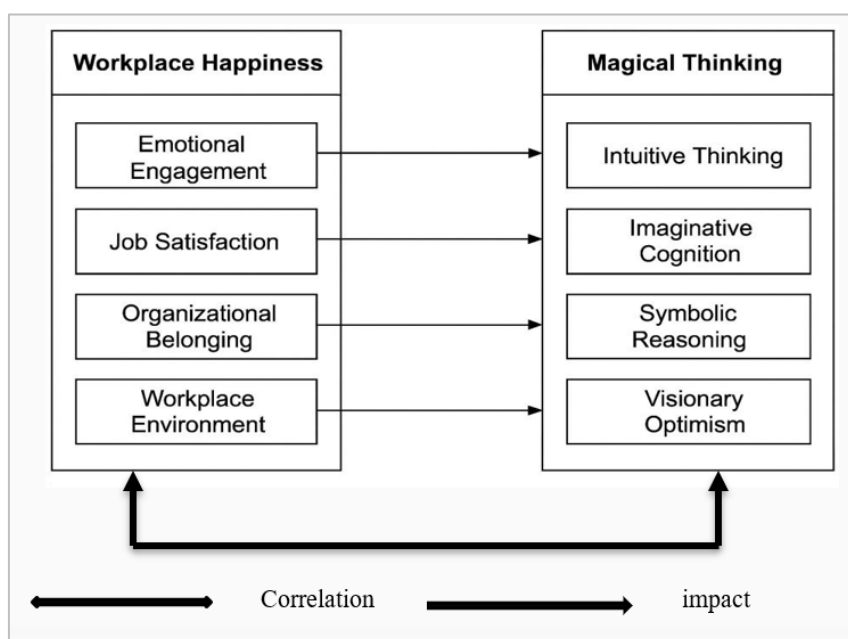 Workplace Happiness
Emotional
Engagement
Job Satisfaction
Organizational
Belonging
Workplace
Environment
Magical Thinking
Intuitive Thinking
Imaginative
Cognition
Symbolic
Reasoning
Visionary
Optimism
Correlation
impact